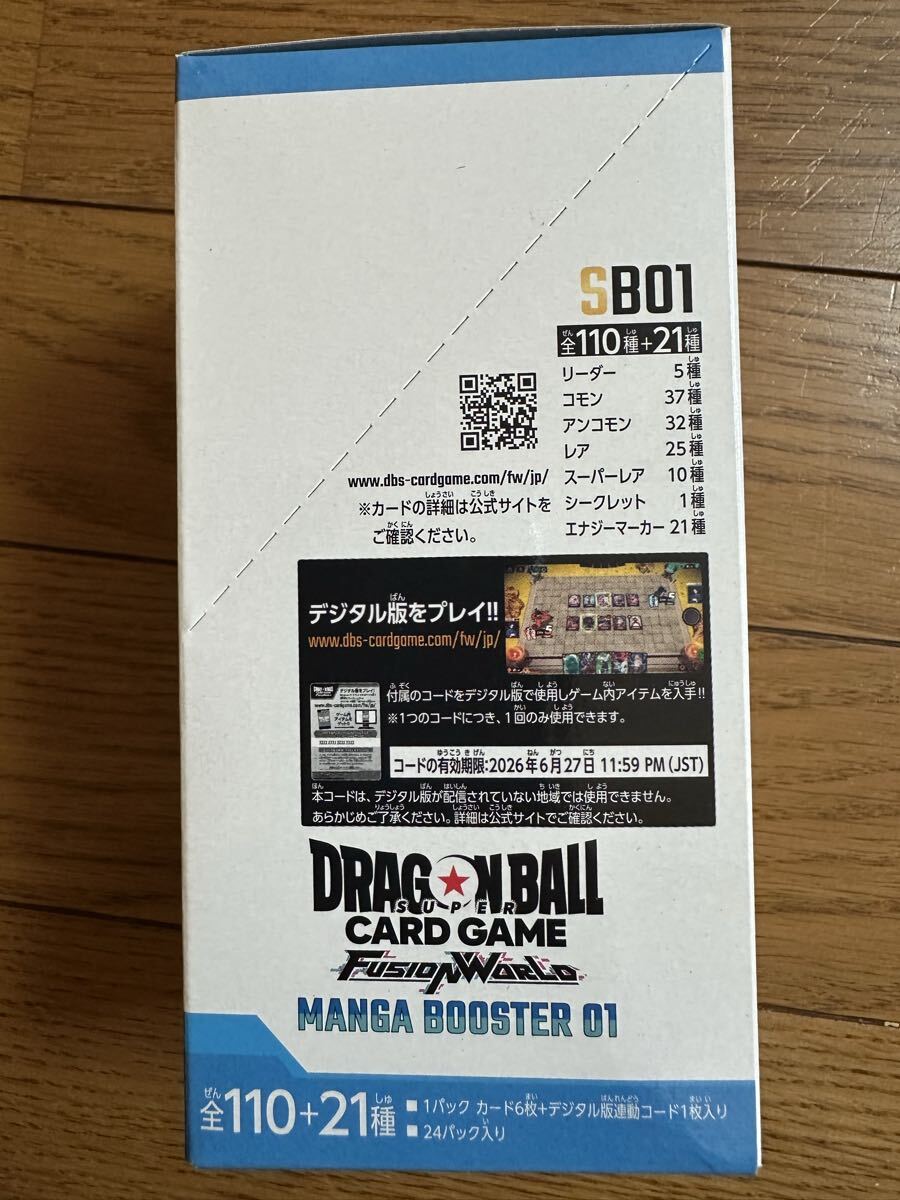 SB01
全110種+21種
リーダー 5種
コモン 37種
アンコモン 32種
レア 25種
スーパーレア 10種
シークレット 1種
エナジーマーカー 21種
www.dbs-cardgame.com/fw/jp/
※カードの詳細は公式サイトを
ご確認ください。
デジタル版をプレイ!!
www.dbs-cardgame.com/fw/jp/
付属のコードをデジタル版で使用しゲーム内アイテムを入手!!
※1つのコードにつき、1回のみ使用できます。
コードの有効期限:2026年6月27日 11:59 PM (JST)
本コードは、デジタル版が配信されていない地域では使用できません。
あらかじめご了承ください。詳細は公式サイトでご確認ください。
DRAGON BALL
SUPER
CARD GAME
FUSION WORLD
MANGA BOOSTER 01
全110+21種
■1パック カード6枚+デジタル版連動コード1枚入り
■24パック入り